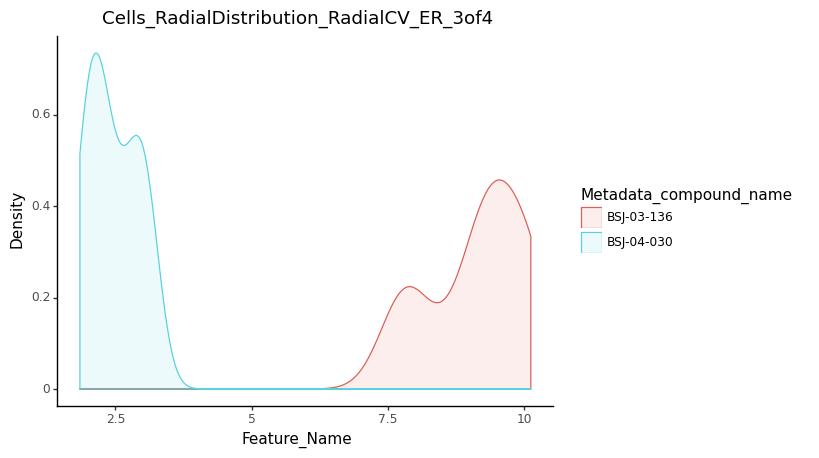 Cells_RadialDistribution_RadialCV_ER_3of4
Density
0.6
0.4
0.2
0
2.5
5
7.5
10
Feature_Name
Metadata_compound_name
BSJ-03-136
BSJ-04-030